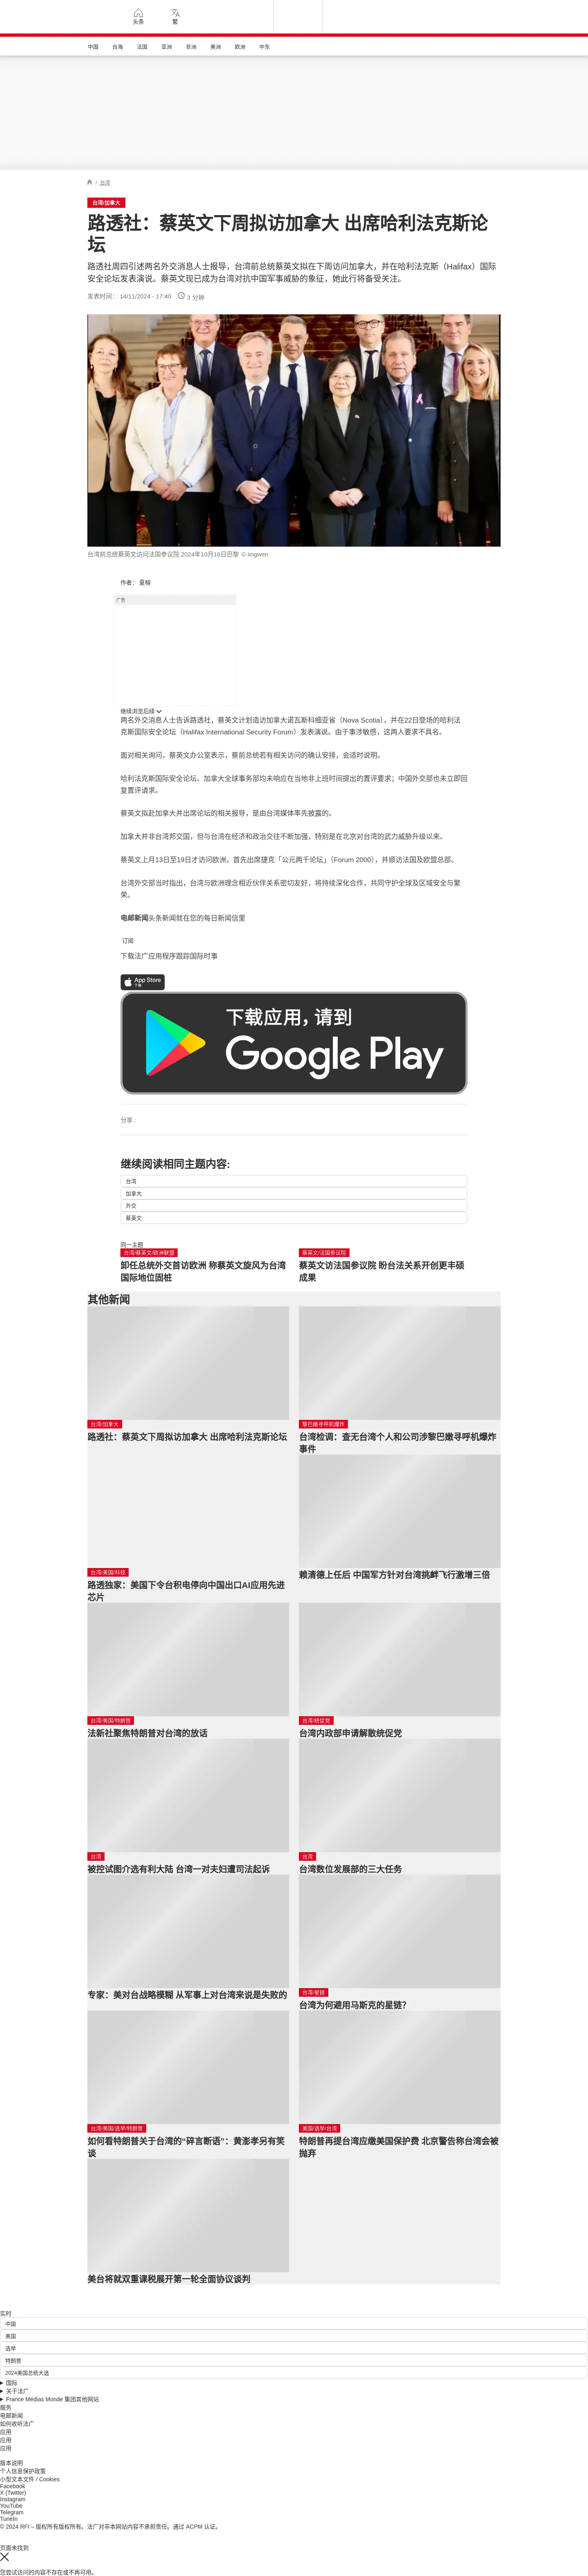 头条
繁
中国
台海
法国
亚洲
非洲
美洲
欧洲
中东
/ 台湾
台湾/加拿大
路透社：蔡英文下周拟访加拿大 出席哈利法克斯论
坛
路透社周四引述两名外交消息人士报导，台湾前总统蔡英文拟在下周访问加拿大，并在哈利法克斯（Halifax）国际
安全论坛发表演说。蔡英文现已成为台湾对抗中国军事威胁的象征，她此行将备受关注。
发表时间： 14/11/2024 - 17:40 3 分钟
台湾前总统蔡英文访问法国参议院 2024年10月16日巴黎 © iingwen
作者： 夏榕
广告
继续浏览后续
两名外交消息人士告诉路透社，蔡英文计划造访加拿大诺瓦斯科细亚省（Nova Scotia），并在22日登场的哈利法
克斯国际安全论坛（Halifax International Security Forum）发表演说。由于事涉敏感，这两人要求不具名。
面对相关询问，蔡英文办公室表示，蔡前总统若有相关访问的确认安排，会适时说明。
哈利法克斯国际安全论坛、加拿大全球事务部均未响应在当地非上班时间提出的置评要求；中国外交部也未立即回
复置评请求。
蔡英文拟赴加拿大并出席论坛的相关报导，是由台湾媒体率先披露的。
加拿大并非台湾邦交国，但与台湾在经济和政治交往不断加强，特别是在北京对台湾的武力威胁升级以来。
蔡英文上月13日至19日才访问欧洲，首先出席捷克「公元两千论坛」（Forum 2000），并顺访法国及欧盟总部。
台湾外交部当时指出，台湾与欧洲理念相近伙伴关系密切友好，将持续深化合作，共同守护全球及区域安全与繁
荣。
电邮新闻头条新闻就在您的每日新闻信里
订阅
下载法广应用程序跟踪国际时事
App Store
下载
下载应用，请到
Google Play
分享 :
继续阅读相同主题内容:
台湾
加拿大
外交
蔡英文
同一主题
台湾/蔡英文/欧洲联盟
卸任总统外交首访欧洲 称蔡英文旋风为台湾
国际地位固桩
蔡英文/法国参议院
蔡英文访法国参议院 盼台法关系开创更丰硕
成果
其他新闻
台湾/加拿大
路透社：蔡英文下周拟访加拿大 出席哈利法克斯论坛
黎巴嫩寻呼机爆炸
台湾检调：查无台湾个人和公司涉黎巴嫩寻呼机爆炸
事件
台湾/美国/科技
路透独家：美国下令台积电停向中国出口AI应用先进
芯片
赖清德上任后 中国军方针对台湾挑衅飞行激增三倍
台湾/美国/特朗普
法新社聚焦特朗普对台湾的放话
台湾/统促党
台湾内政部申请解散统促党
台湾
被控试图介选有利大陆 台湾一对夫妇遭司法起诉
台湾
台湾数位发展部的三大任务
专家：美对台战略模糊 从军事上对台湾来说是失败的
台湾/星链
台湾为何避用马斯克的星链？
台湾/美国/选举/特朗普
如何看特朗普关于台湾的“碎言断语”：黄澎孝另有笑
谈
美国/选举/台湾
特朗普再提台湾应缴美国保护费 北京警告称台湾会被
抛弃
美台将就双重课税展开第一轮全面协议谈判
实时
中国
美国
选举
特朗普
2024美国总统大选
国际
关于法广
France Médias Monde 集团其他网站
服务
电邮新闻
如何收听法广
应用
应用
应用
版本说明
个人信息保护政策
小型文本文件 / Cookies
Facebook
X (Twitter)
Instagram
YouTube
Telegram
TuneIn
© 2024 RFI – 版权所有版权所有。法广对非本网站内容不承担责任。通过 ACPM 认证。
页面未找到
您尝试访问的内容不存在或不再可用。